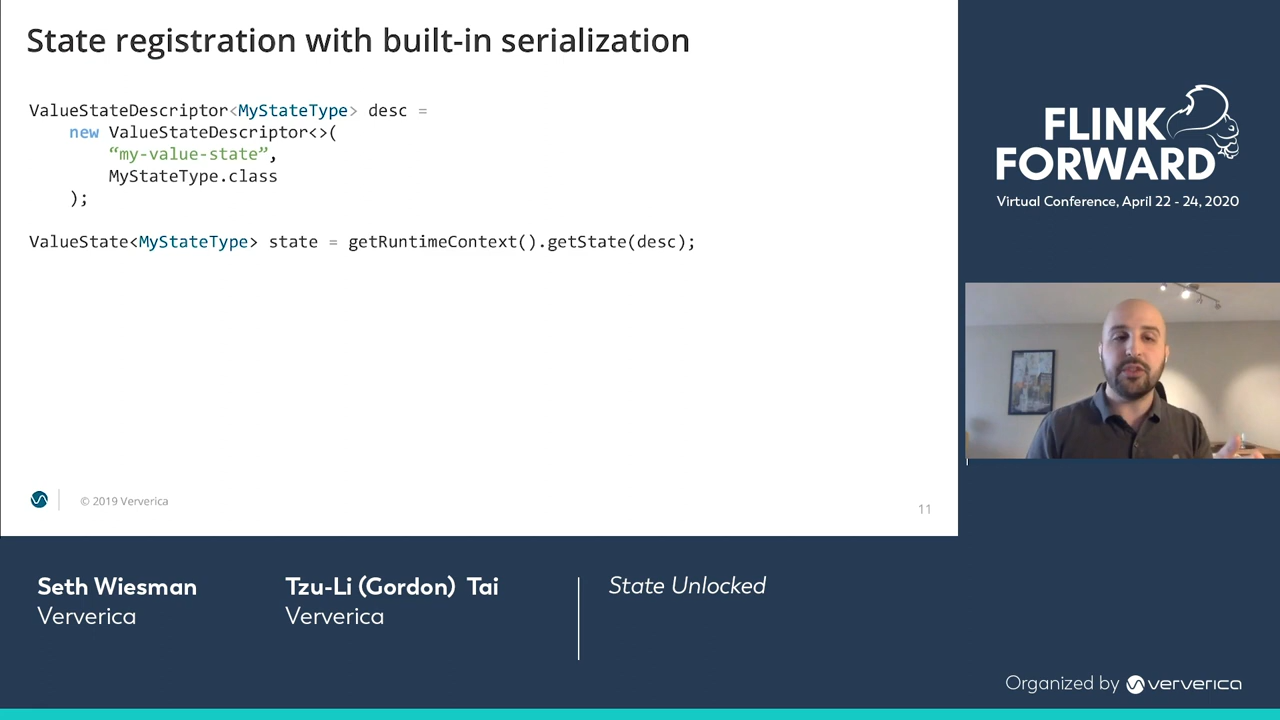 State registration with built-in serialization
ValueStateDescriptor<MyStateType> desc =
new ValueStateDescriptor<>(
“my-value-state”,
MyStateType.class
);
ValueState<MyStateType> state = getRuntimeContext().getState(desc);
© 2019 Ververica
11
FLINK
FORWARD
Virtual Conference, April 22 - 24, 2020
Seth Wiesman
Ververica
Tzu-Li (Gordon) Tai
Ververica
State Unlocked
Organized by ververica